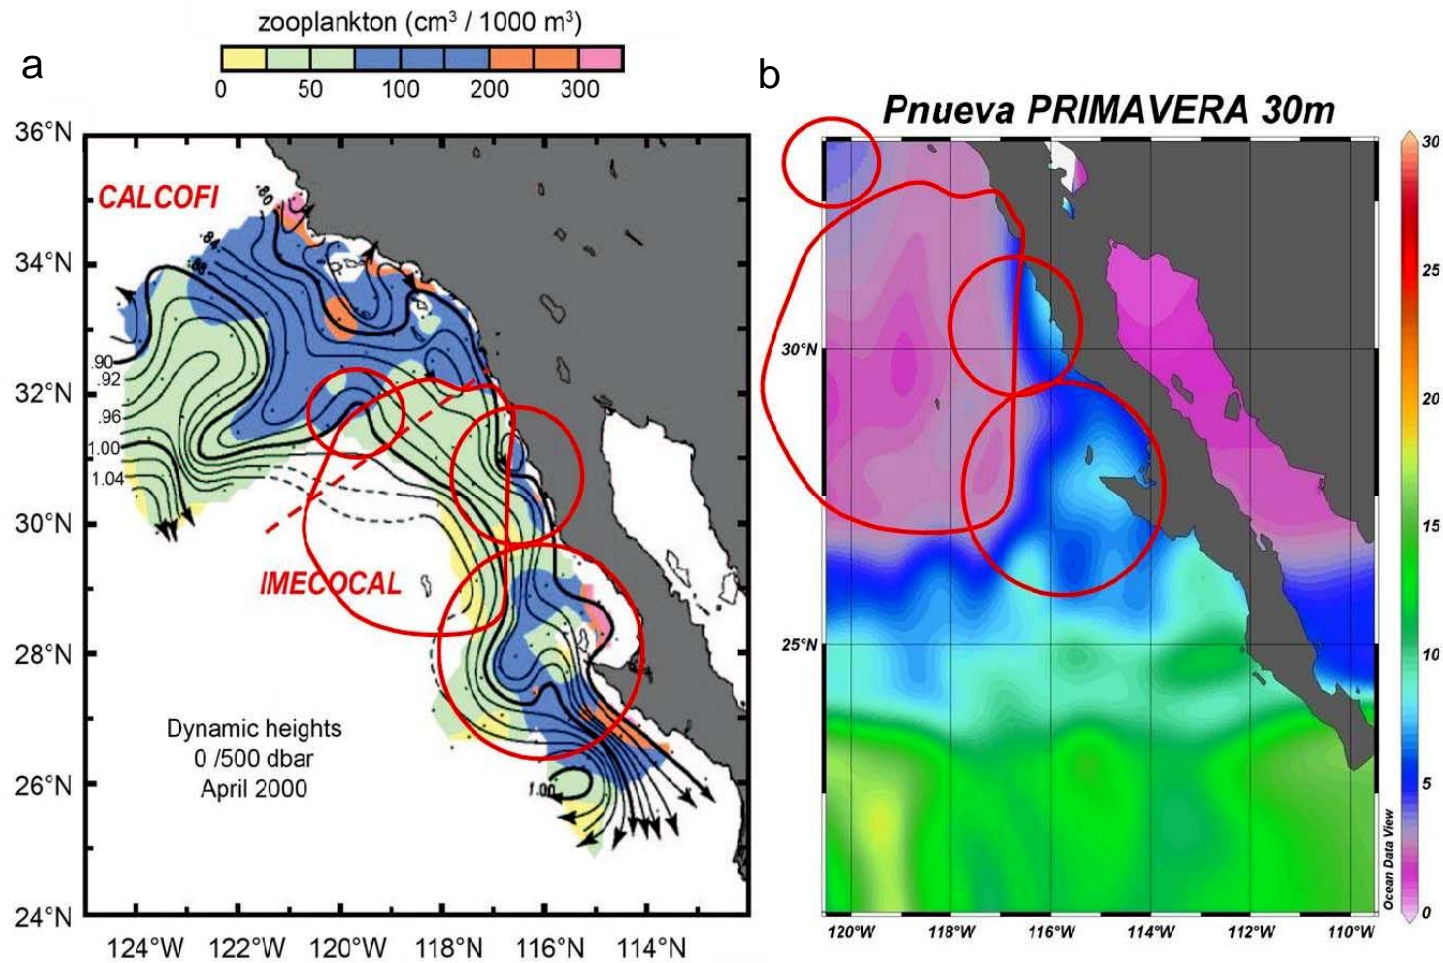 zooplankton (cm³ / 1000 m³)
a
0 50 100 200 300
b
Pnueva PRIMAVERA 30m
36°N
34°N
32°N
30°N
28°N
26°N
24°N
CALCOFI
.80
.84
.88
.90
.92
.96
1.00
1.04
IMECOCAL
Dynamic heights
0 /500 dbar
April 2000
1.00
124°W 122°W 120°W 118°W 116°W 114°W
30°N
25°N
120°W 118°W 116°W 114°W 112°W 110°W
30
25
20
15
10
5
0
Ocean Data View